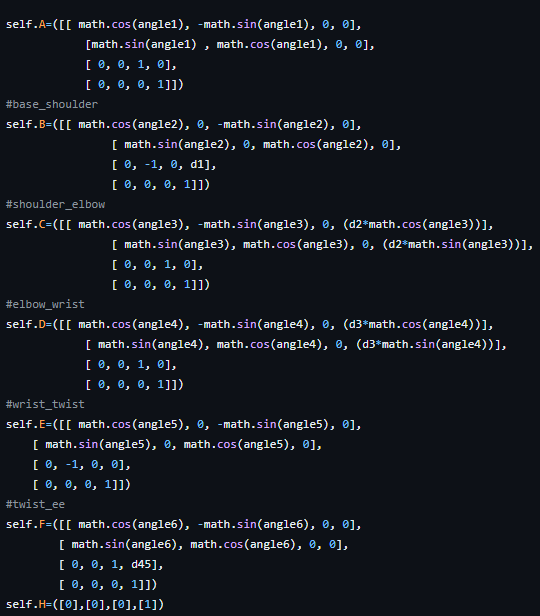 self.A=([[ math.cos(angle1), -math.sin(angle1), 0, 0],
[math.sin(angle1) , math.cos(angle1), 0, 0],
[ 0, 0, 1, 0],
[ 0, 0, 0, 1]])
#base_shoulder
self.B=([[ math.cos(angle2), 0, -math.sin(angle2), 0],
[ math.sin(angle2), 0, math.cos(angle2), 0],
[ 0, -1, 0, d1],
[ 0, 0, 0, 1]])
#shoulder_elbow
self.C=([[ math.cos(angle3), -math.sin(angle3), 0, (d2*math.cos(angle3))],
[ math.sin(angle3), math.cos(angle3), 0, (d2*math.sin(angle3))],
[ 0, 0, 1, 0],
[ 0, 0, 0, 1]])
#elbow_wrist
self.D=([[ math.cos(angle4), -math.sin(angle4), 0, (d3*math.cos(angle4))],
[ math.sin(angle4), math.cos(angle4), 0, (d3*math.sin(angle4))],
[ 0, 0, 1, 0],
[ 0, 0, 0, 1]])
#wrist_twist
self.E=([[ math.cos(angle5), 0, -math.sin(angle5), 0],
[ math.sin(angle5), 0, math.cos(angle5), 0],
[ 0, -1, 0, 0],
[ 0, 0, 0, 1]])
#twist_ee
self.F=([[ math.cos(angle6), -math.sin(angle6), 0, 0],
[ math.sin(angle6), math.cos(angle6), 0, 0],
[ 0, 0, 1, d45],
[ 0, 0, 0, 1]])
self.H=([0],[0],[0],[1])